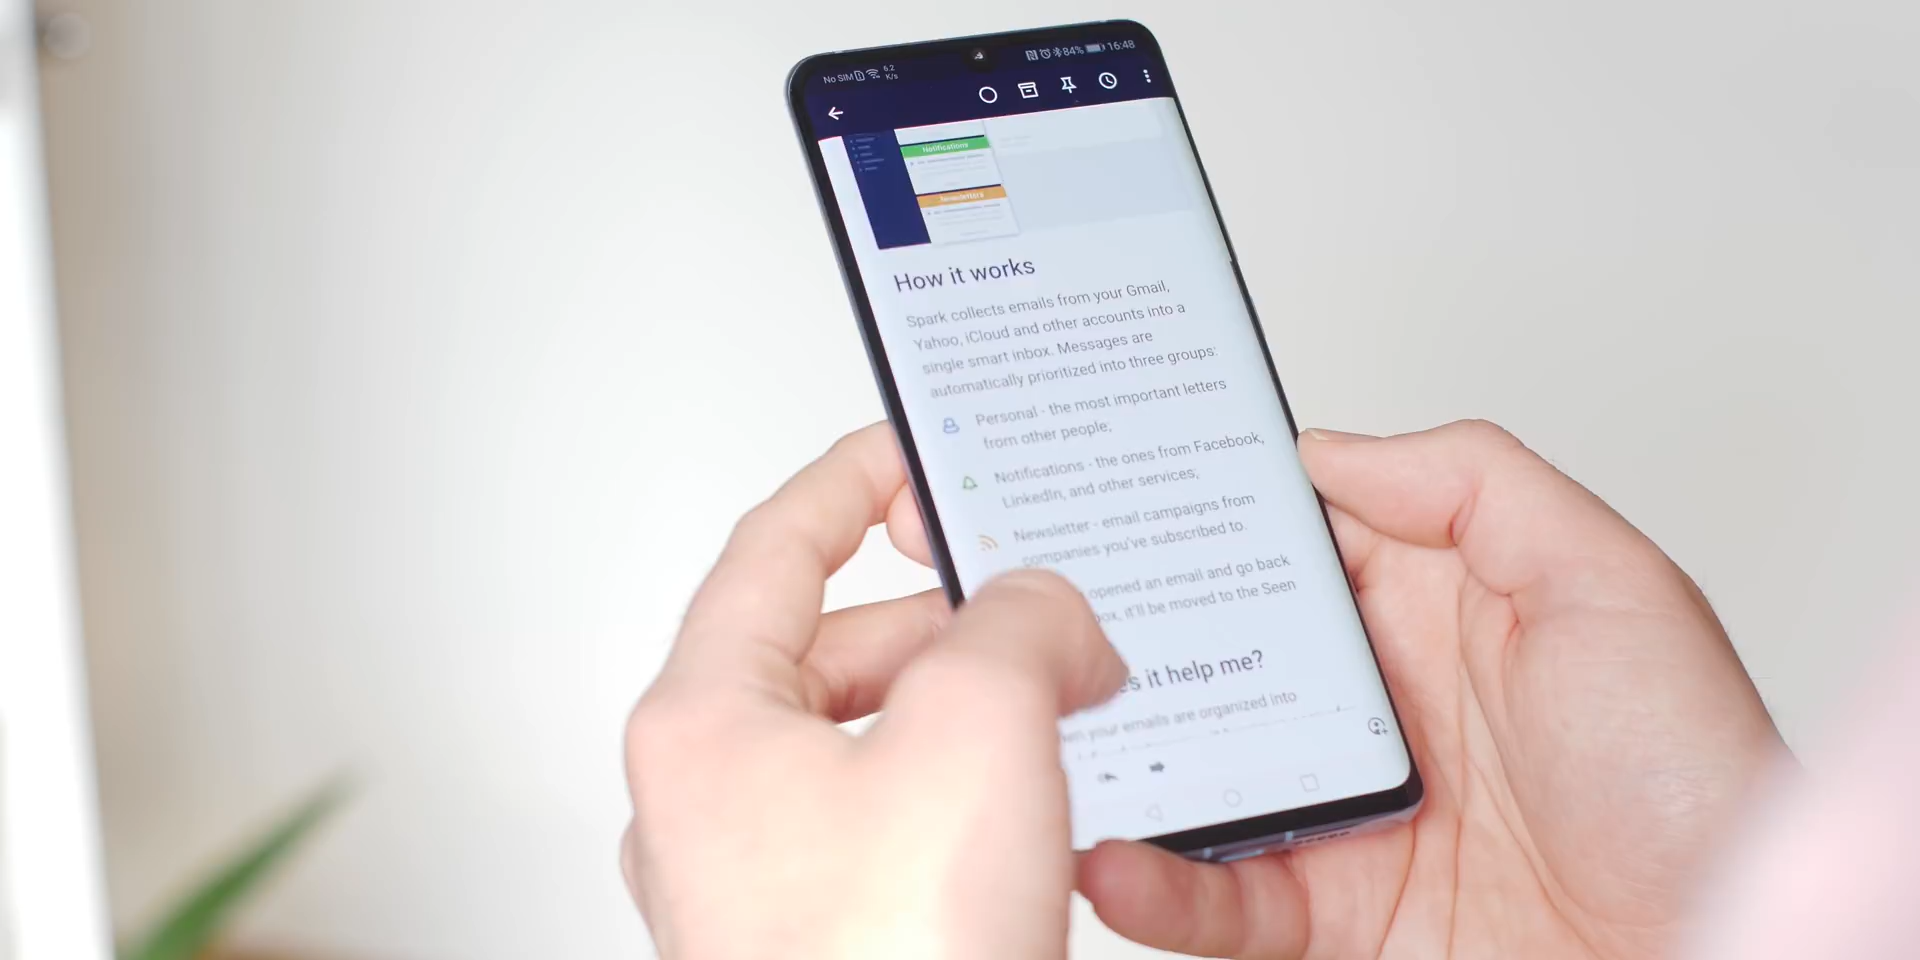 No SIM 6.2 K/s 84% 16:48
Notifications
Newsletters
How it works
Spark collects emails from your Gmail,
Yahoo, iCloud and other accounts into a
single smart inbox. Messages are
automatically prioritized into three groups:
Personal - the most important letters
from other people;
Notifications - the ones from Facebook,
LinkedIn, and other services;
Newsletter - email campaigns from
companies you've subscribed to.
opened an email and go back
it'll be moved to the Seen
it help me?
your emails are organized into